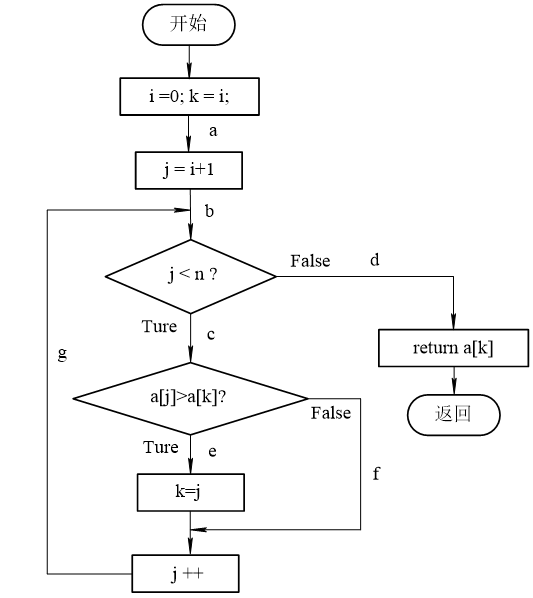 开始
i =0; k = i;
a
j = i+1
b
j < n ?
False
d
Ture
c
return a[k]
g
a[j]>a[k]?
False
返回
Ture
e
f
k=j
j ++